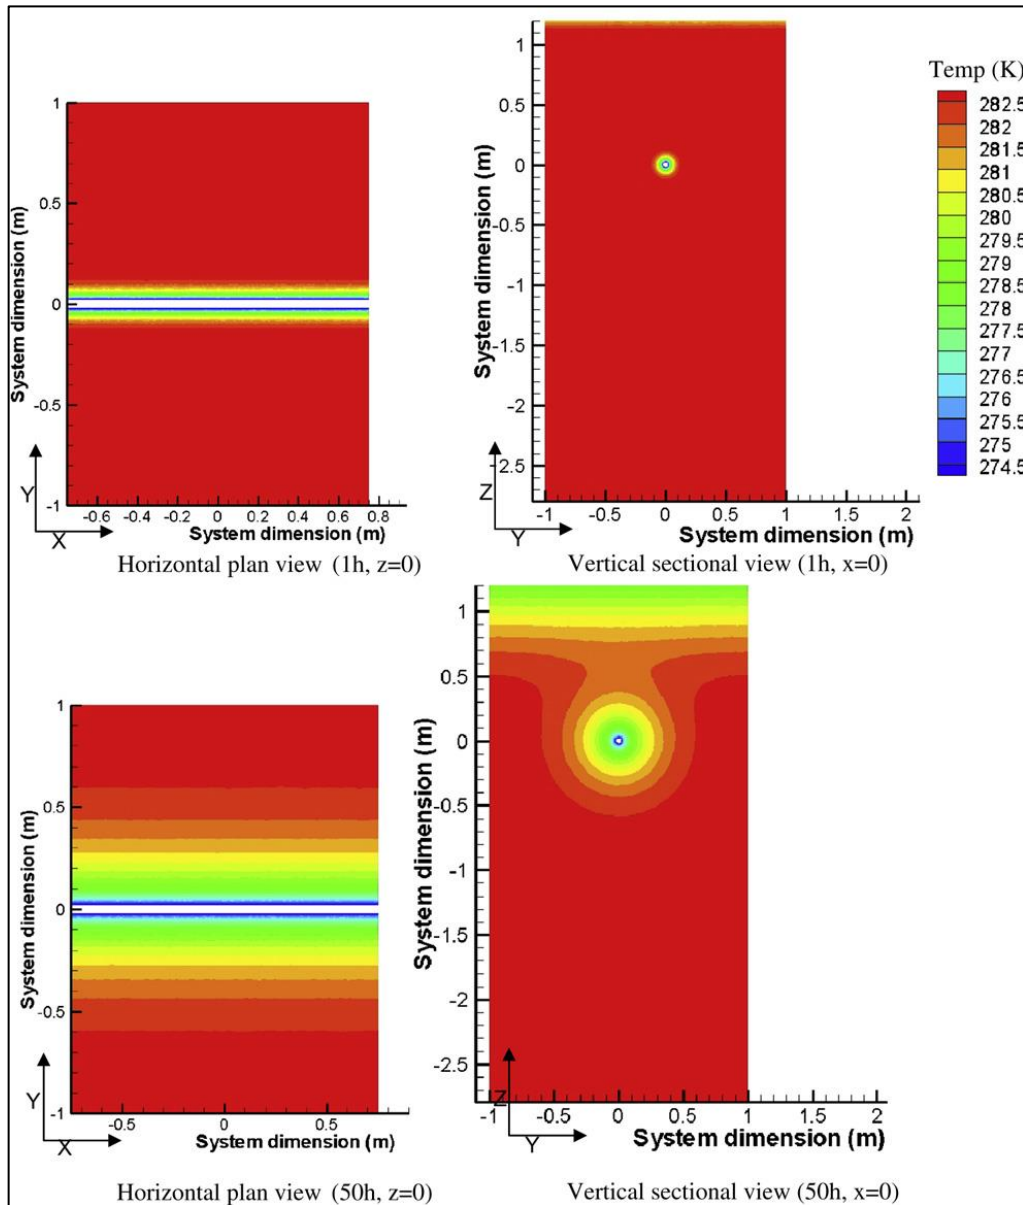 Temp (K)
282.5
282
281.5
281
280.5
280
279.5
279
278.5
278
277.5
277
276.5
276
275.5
275
274.5
System dimension (m)
1
0.5
0
-0.5
-1
Y
X
-0.6 -0.4 -0.2 0 0.2 0.4 0.6 0.8
System dimension (m)
Horizontal plan view (1h, z=0)
System dimension (m)
1
0.5
0
-0.5
-1
-1.5
-2
-2.5
Z
Y
-1 -0.5 0 0.5 1 1.5 2
System dimension (m)
Vertical sectional view (1h, x=0)
System dimension (m)
1
0.5
0
-0.5
-1
Y
X
-0.5 0 0.5
System dimension (m)
Horizontal plan view (50h, z=0)
System dimension (m)
1
0.5
0
-0.5
-1
-1.5
-2
-2.5
Z
Y
-1 -0.5 0 0.5 1 1.5 2
System dimension (m)
Vertical sectional view (50h, x=0)